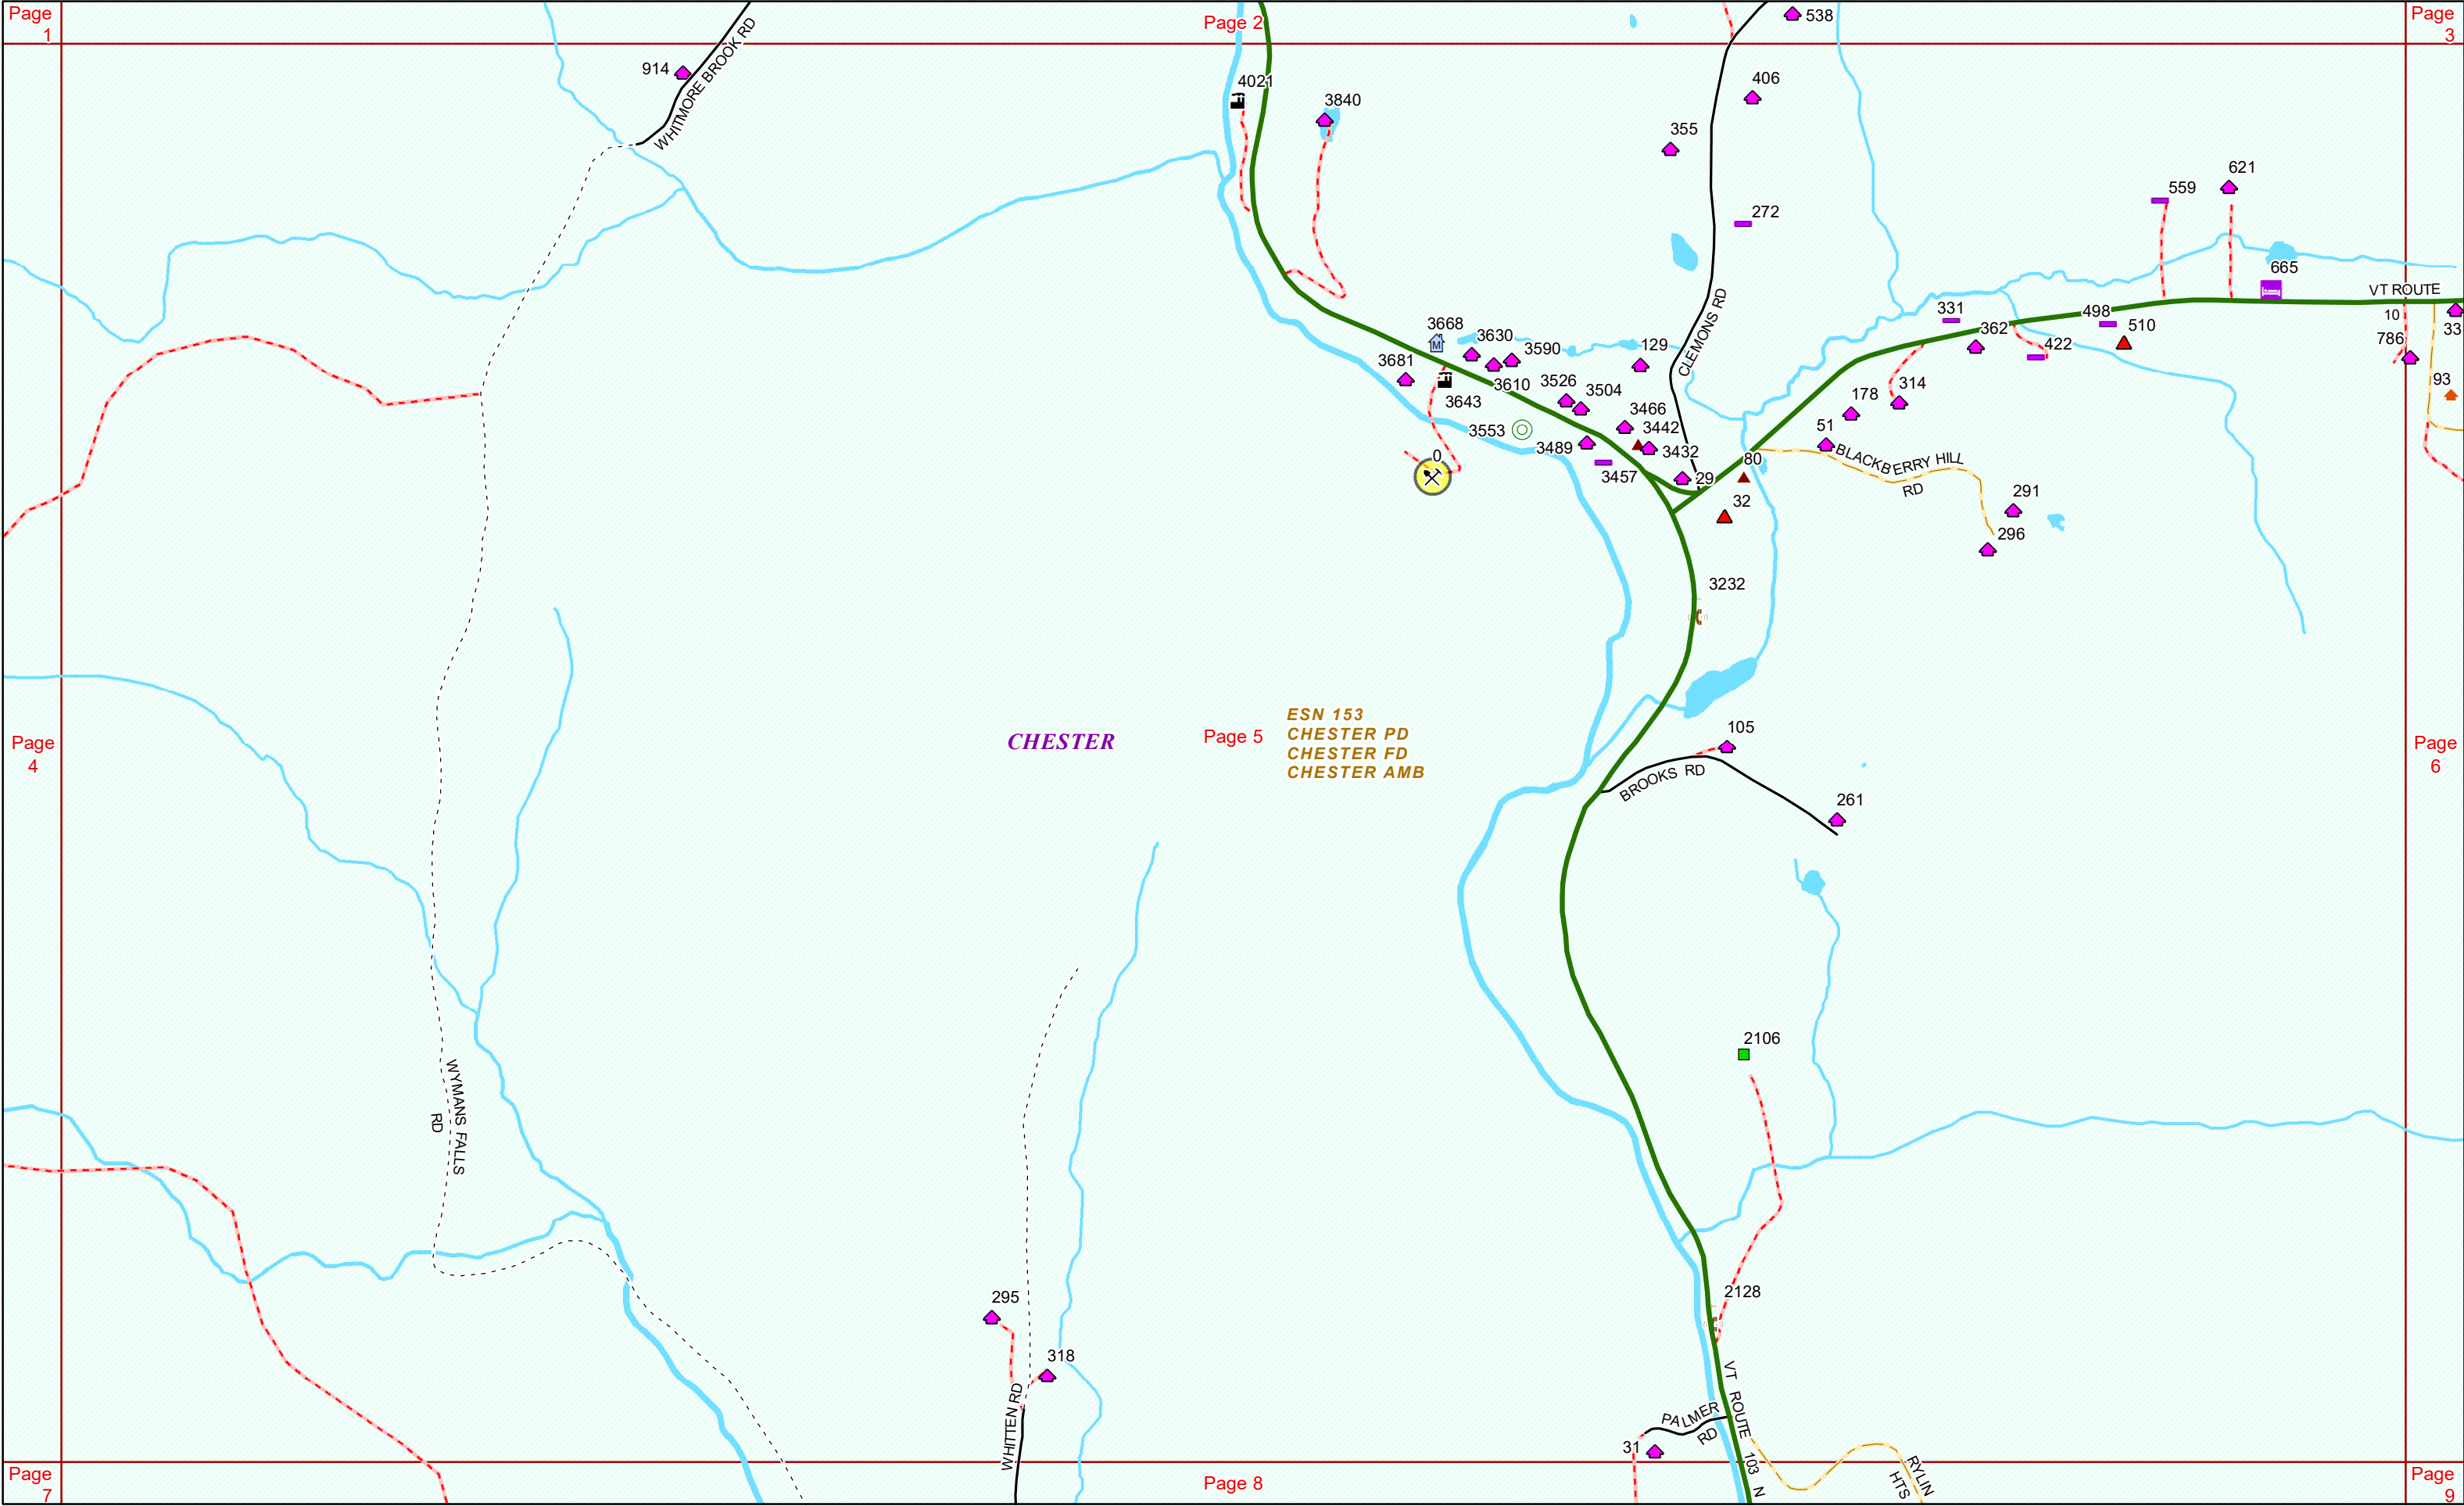 Page
1
Page 2
Page
3
538
914
WHITMORE BROOK RD
4021
3840
406
355
272
559
621
665
VT ROUTE
10
CLEMONS RD
331
498
510
362
422
33
786
93
3668
3630
3590
129
3681
3610
3643
3526
3504
3466
3442
3432
3553
3489
3457
0
29
80
32
178
314
51
BLACKBERRY HILL
RD
291
296
3232
Page
4
CHESTER
Page 5
ESN 153
CHESTER PD
CHESTER FD
CHESTER AMB
Page
6
105
BROOKS RD
261
2106
WYMANS FALLS
RD
295
318
WHITTEN RD
2128
VT ROUTE 103 N
PALMER
RD
31
RYLIN
HTS
Page
7
Page 8
Page
9